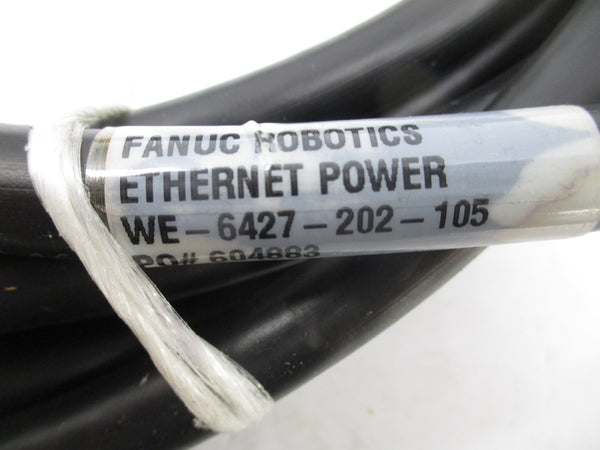 FANUC ROBOTICS
ETHERNET POWER
WE-6427-202-105
PO# 604883